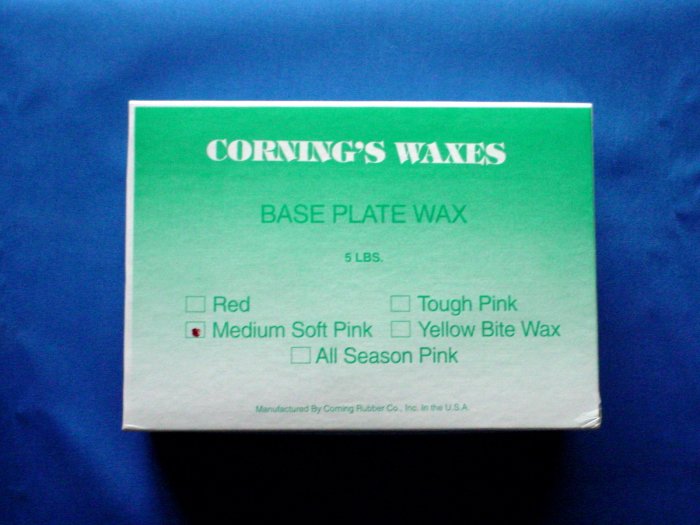 CORNING'S WAXES
BASE PLATE WAX
5 LBS.
Red Tough Pink
Medium Soft Pink Yellow Bite Wax
All Season Pink
Manufactured By Corning Rubber Co., Inc. In the U.S.A.